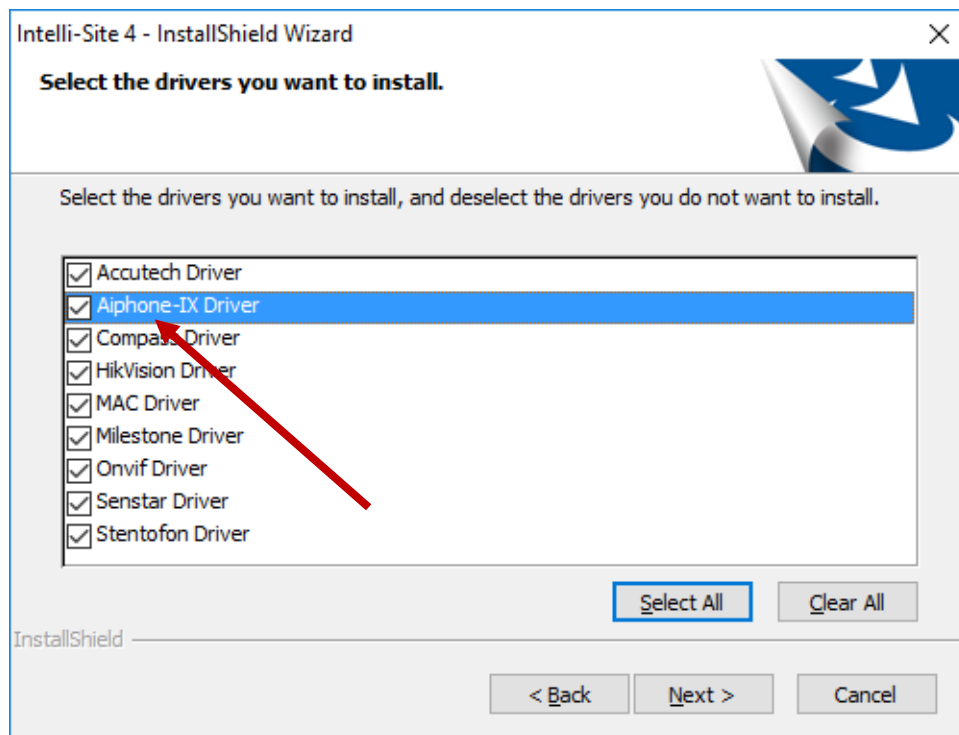 Intelli-Site 4 - InstallShield Wizard
Select the drivers you want to install.
Select the drivers you want to install, and deselect the drivers you do not want to install.
Accutech Driver
Aiphone-IX Driver
Compass Driver
HikVision Driver
MAC Driver
Milestone Driver
Onvif Driver
Senstar Driver
Stentofon Driver
Select All
Clear All
InstallShield
< Back
Next >
Cancel